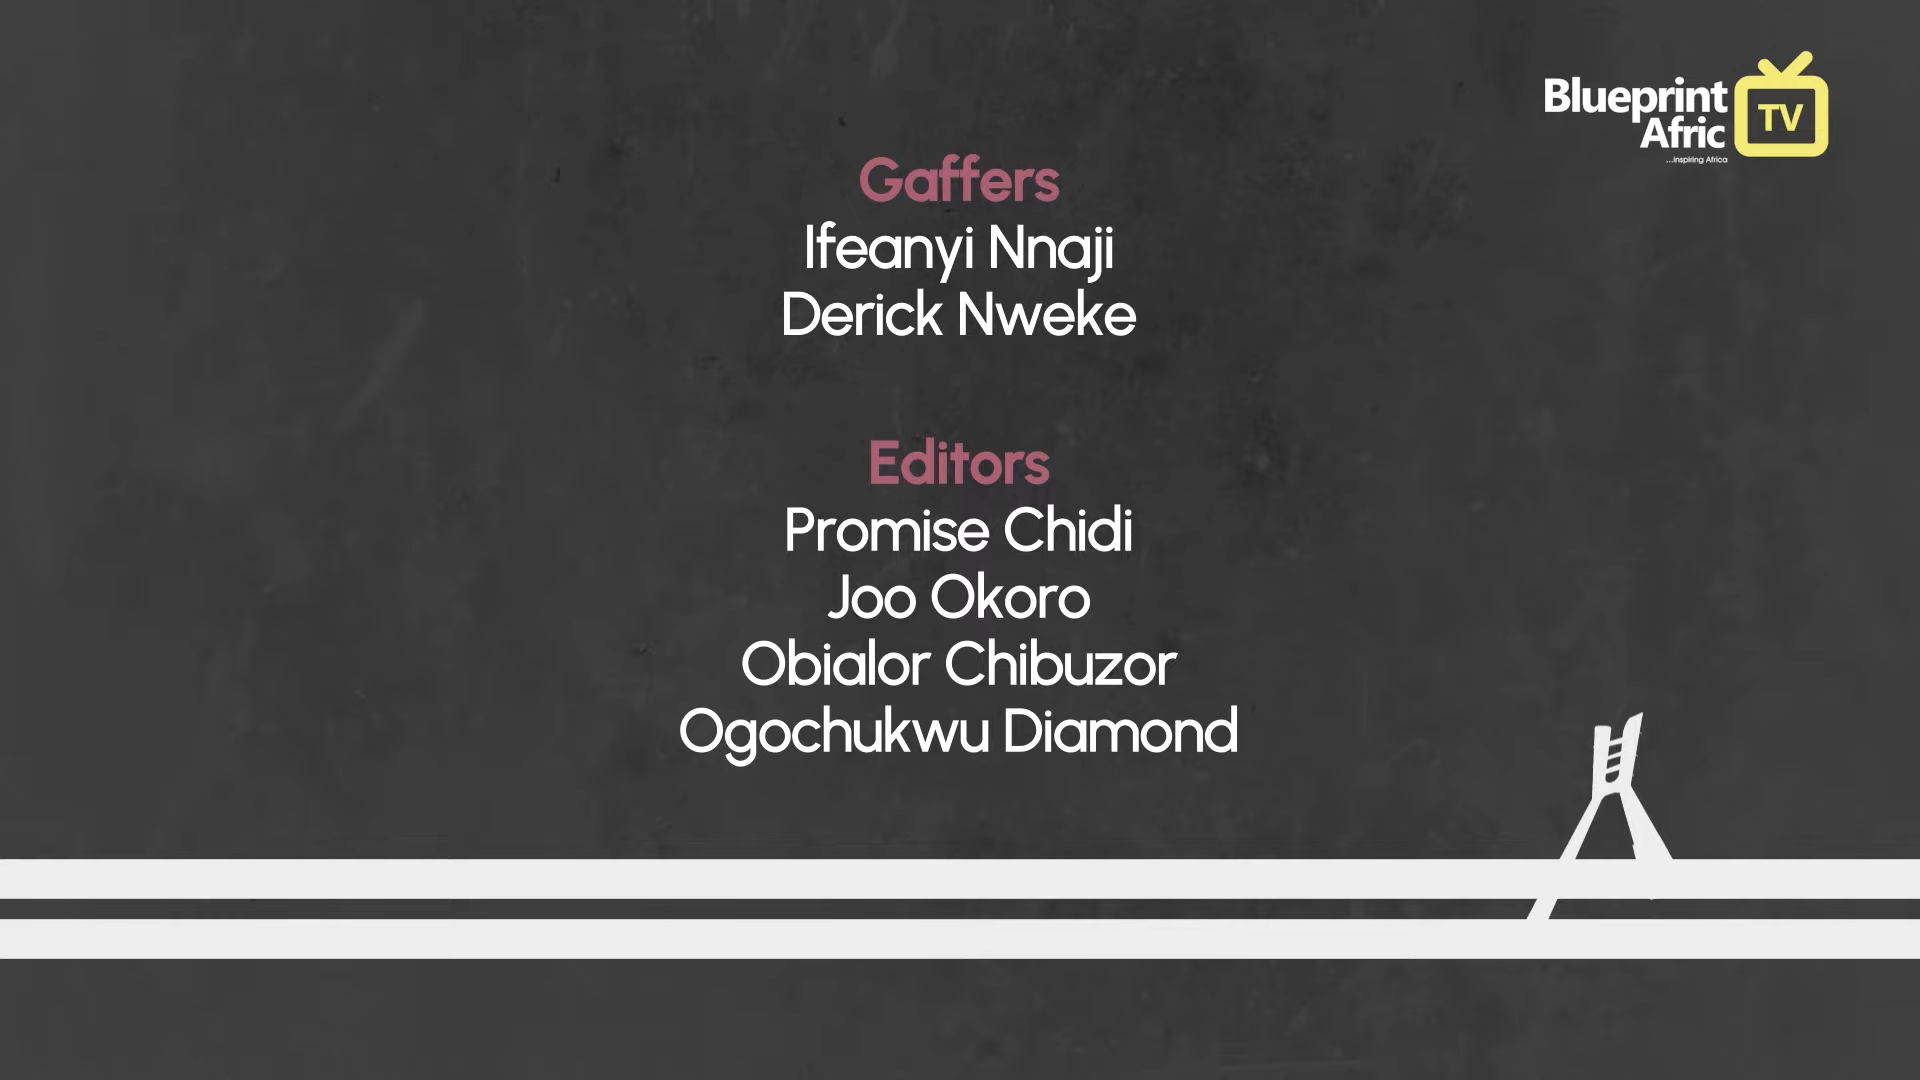 Blueprint
Afric
TV
...Inspiring Africa
Gaffers
Ifeanyi Nnaji
Derick Nweke
Editors
Promise Chidi
Joo Okoro
Obialor Chibuzor
Ogochukwu Diamond